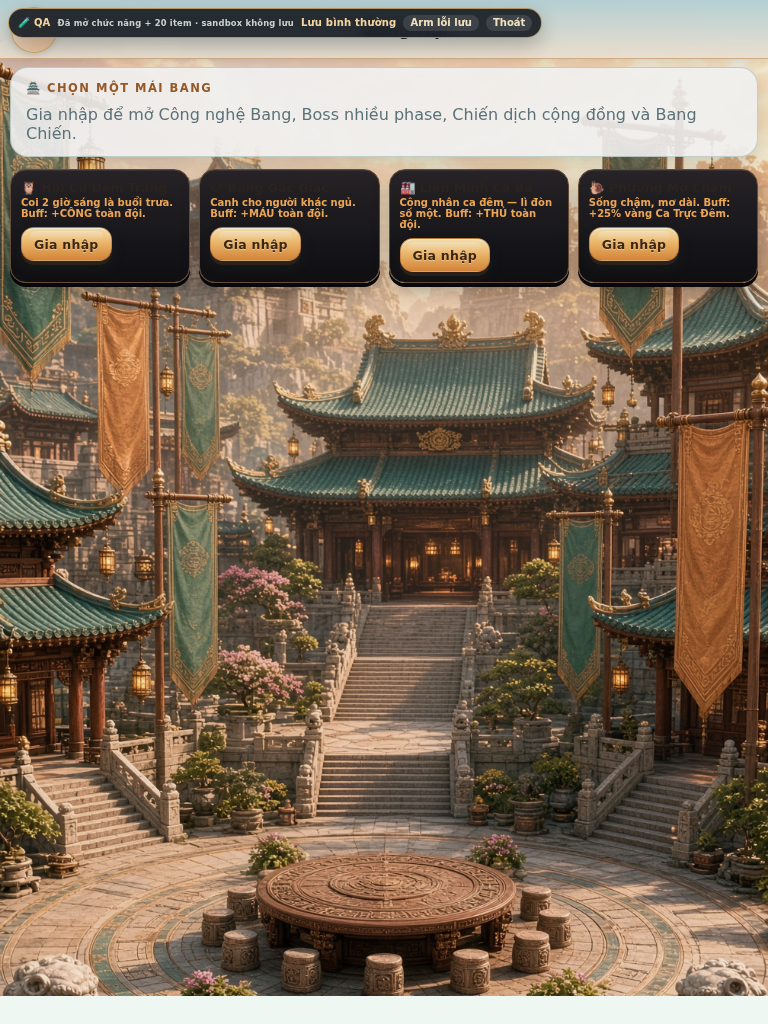 QA Đã mở chức năng + 20 item · sandbox không lưu Lưu bình thường Arm lỗi lưu Thoát
CHỌN MỘT MÁI BANG
Gia nhập để mở Công nghệ Bang, Boss nhiều phase, Chiến dịch cộng đồng và Bang
Chiến.
Coi 2 giờ sáng là buổi trưa.
Buff: +CÔNG toàn đội.
Gia nhập
Canh cho người khác ngủ.
Buff: +MÁU toàn đội.
Gia nhập
Công nhân ca đêm — lì đòn
số một. Buff: +THỦ toàn
đội.
Gia nhập
Sống chậm, mơ dài. Buff:
+25% vàng Ca Trực Đêm.
Gia nhập